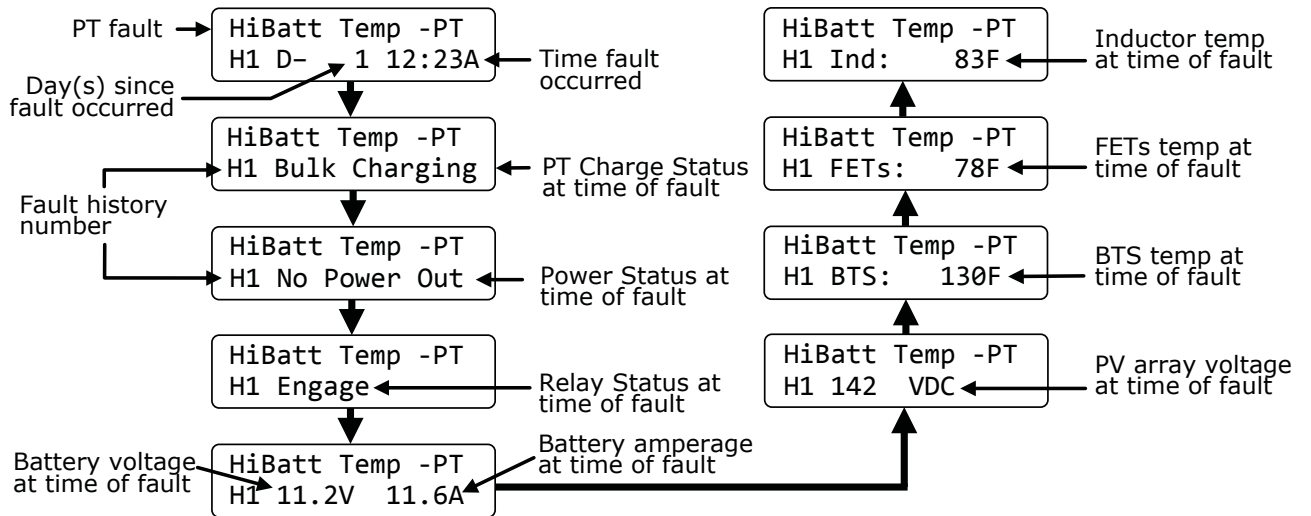 PT fault
HiBatt Temp -PT
H1 D– 1 12:23A
Time fault
occurred
Day(s) since
fault occurred
HiBatt Temp -PT
H1 Bulk Charging
PT Charge Status
at time of fault
Fault history
number
HiBatt Temp -PT
H1 No Power Out
Power Status at
time of fault
HiBatt Temp -PT
H1 Engage
Relay Status at
time of fault
Battery voltage
at time of fault
HiBatt Temp -PT
H1 11.2V 11.6A
Battery amperage
at time of fault
HiBatt Temp -PT
H1 142 VDC
PV array voltage
at time of fault
HiBatt Temp -PT
H1 BTS: 130F
BTS temp at
time of fault
HiBatt Temp -PT
H1 FETs: 78F
FETs temp at
time of fault
HiBatt Temp -PT
H1 Ind: 83F
Inductor temp
at time of fault